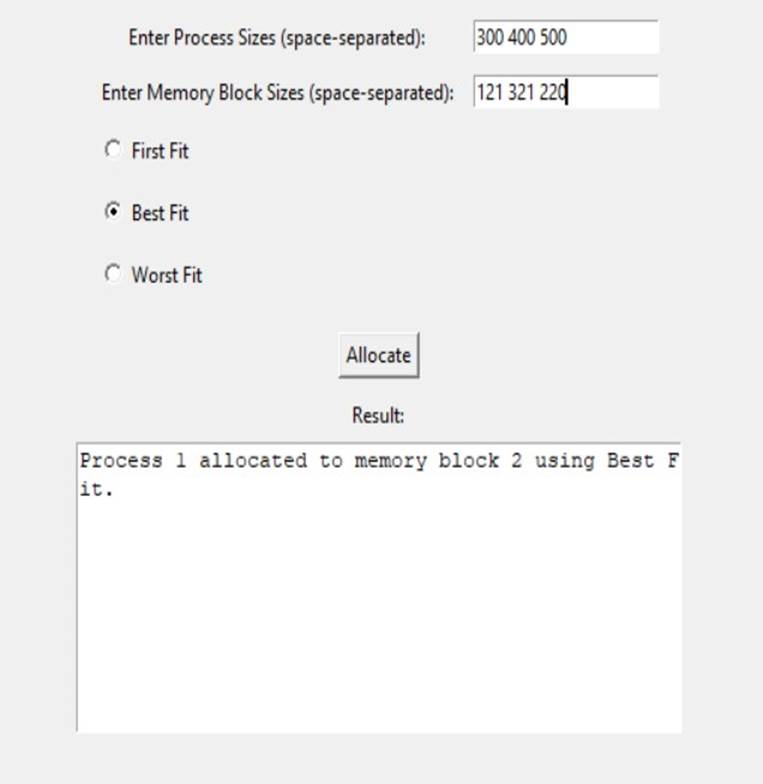 Enter Process Sizes (space-separated): 300 400 500
Enter Memory Block Sizes (space-separated): 121 321 220
First Fit
Best Fit
Worst Fit
Allocate
Result:
Process 1 allocated to memory block 2 using Best F
it.